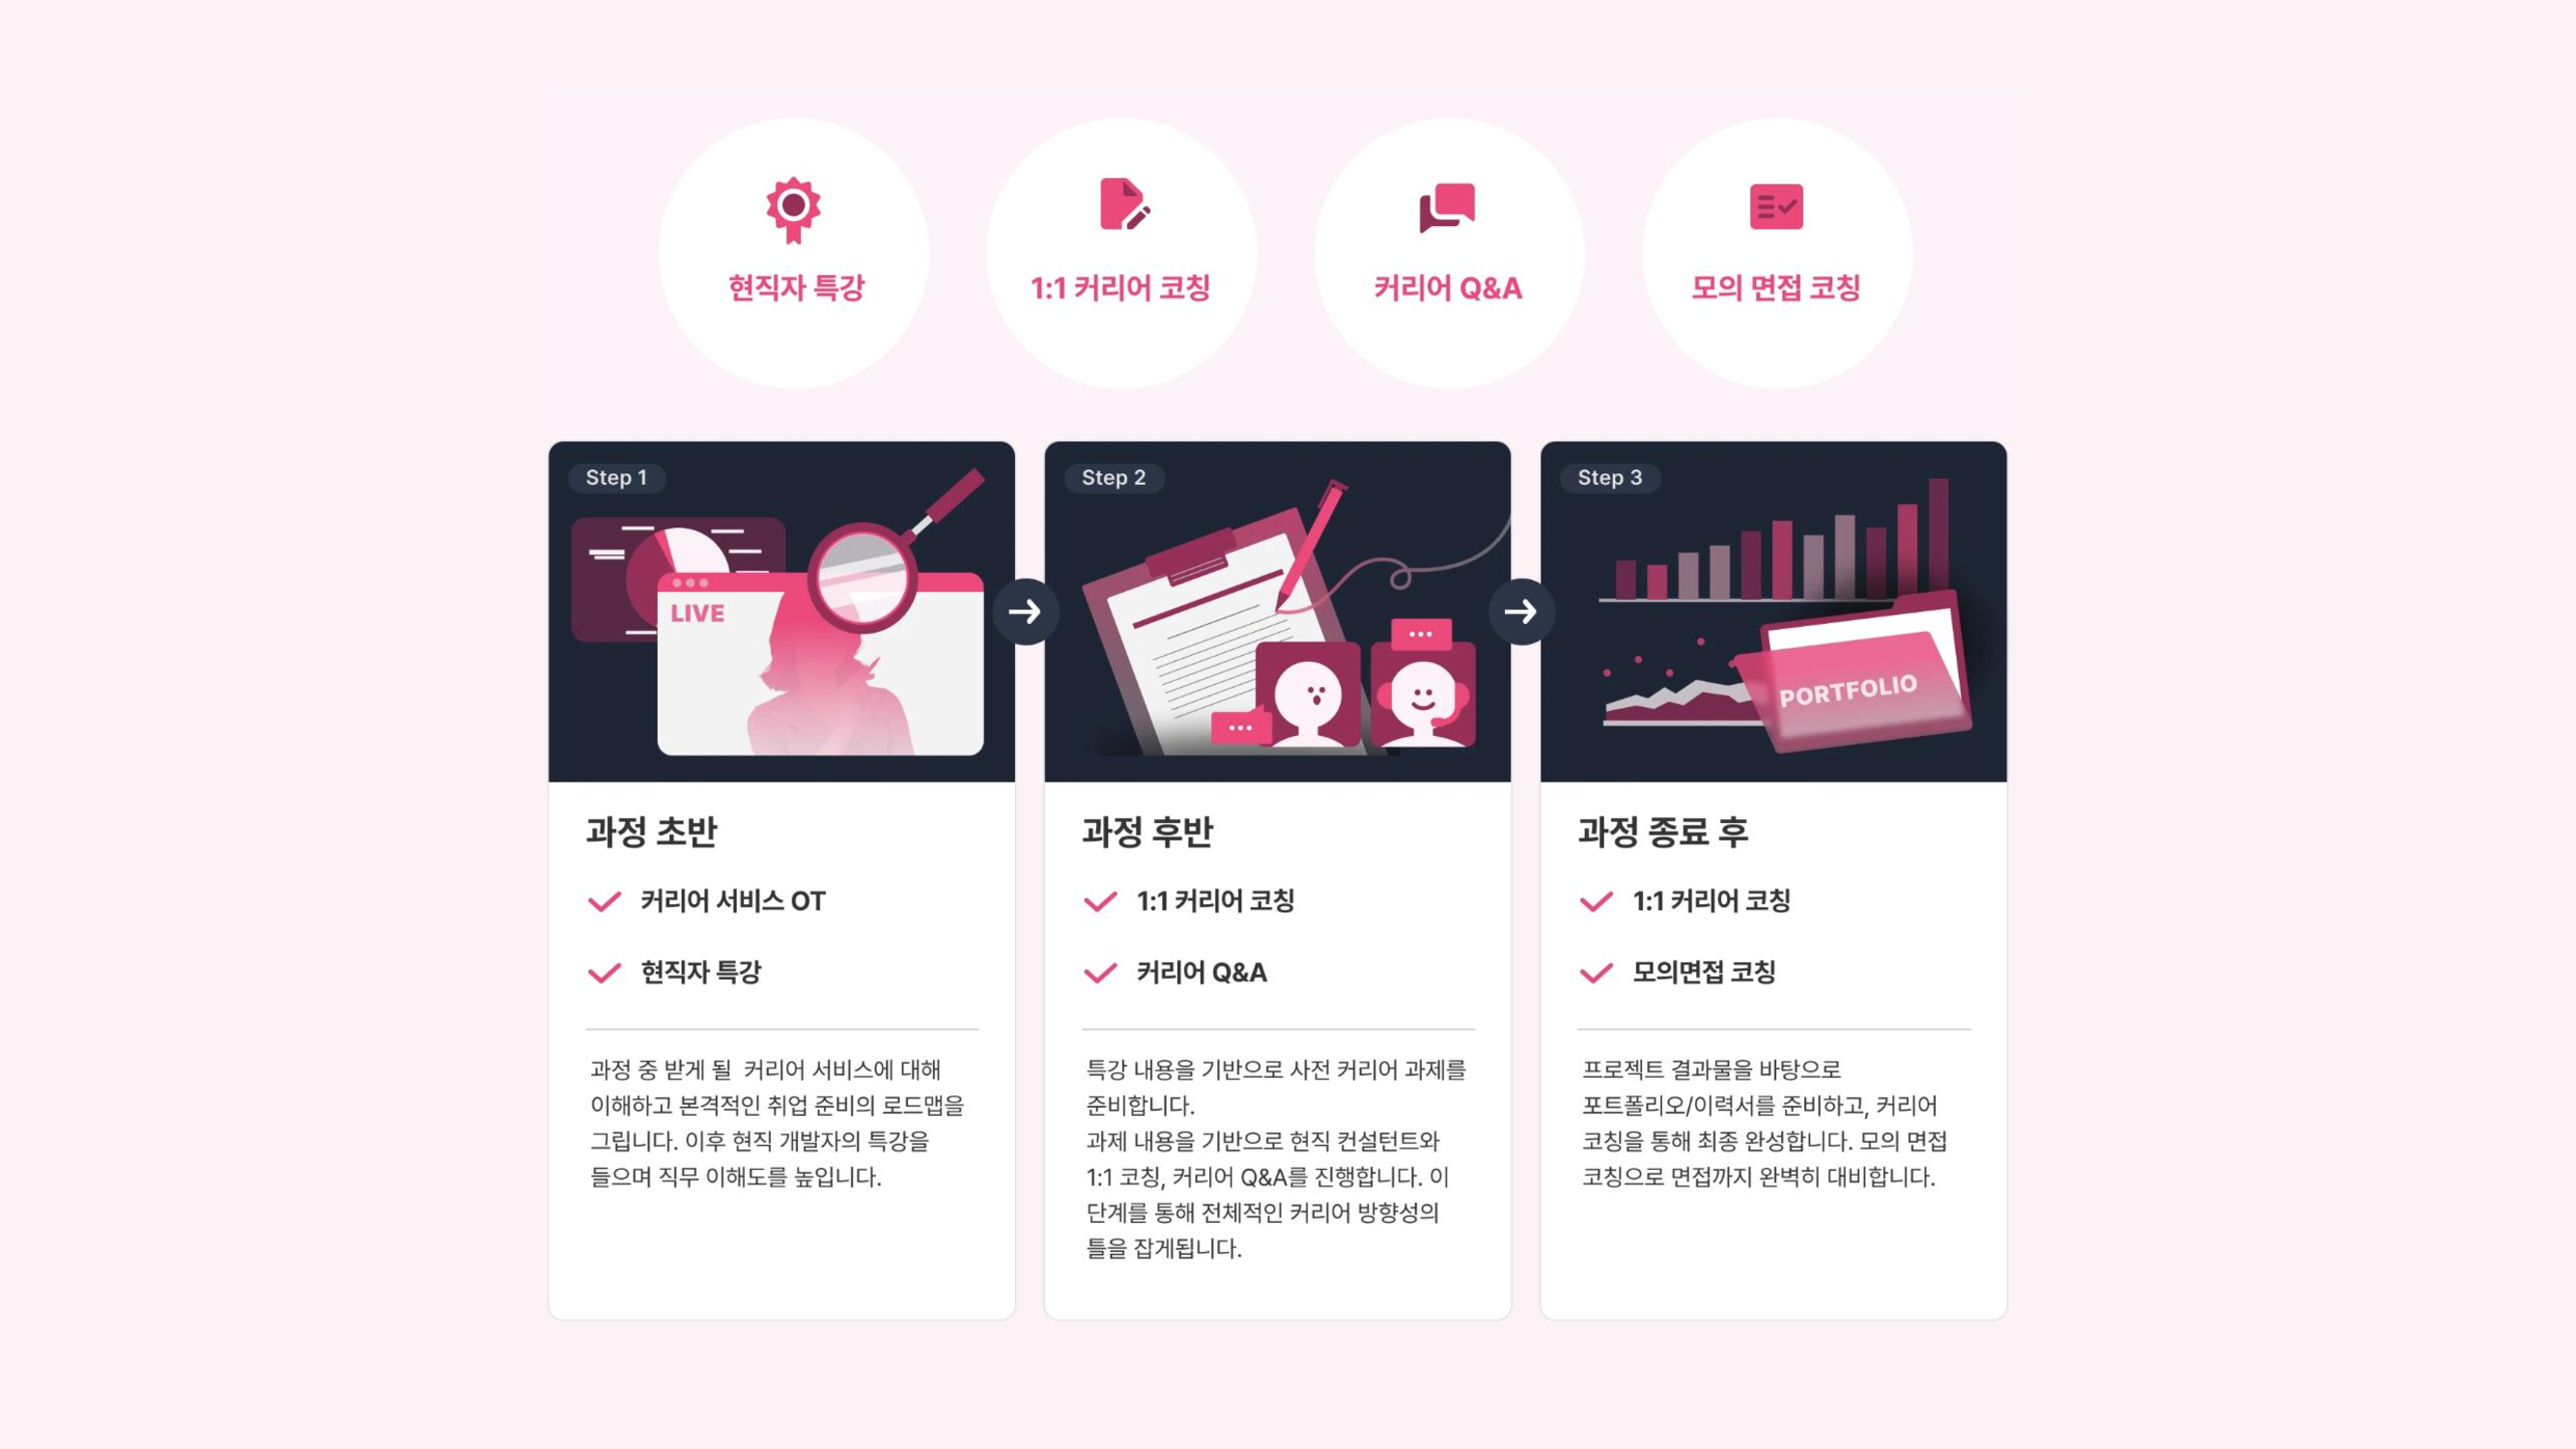 현직자 특강
1:1 커리어 코칭
커리어 Q&A
모의 면접 코칭
Step 1
LIVE
과정 초반
커리어 서비스 OT
현직자 특강
과정 중 받게 될 커리어 서비스에 대해
이해하고 본격적인 취업 준비의 로드맵을
그립니다. 이후 현직 개발자의 특강을
들으며 직무 이해도를 높입니다.
Step 2
과정 후반
1:1 커리어 코칭
커리어 Q&A
특강 내용을 기반으로 사전 커리어 과제를
준비합니다.
과제 내용을 기반으로 현직 컨설턴트와
1:1 코칭, 커리어 Q&A를 진행합니다. 이
단계를 통해 전체적인 커리어 방향성의
틀을 잡게됩니다.
Step 3
PORTFOLIO
과정 종료 후
1:1 커리어 코칭
모의면접 코칭
프로젝트 결과물을 바탕으로
포트폴리오/이력서를 준비하고, 커리어
코칭을 통해 최종 완성합니다. 모의 면접
코칭으로 면접까지 완벽히 대비합니다.